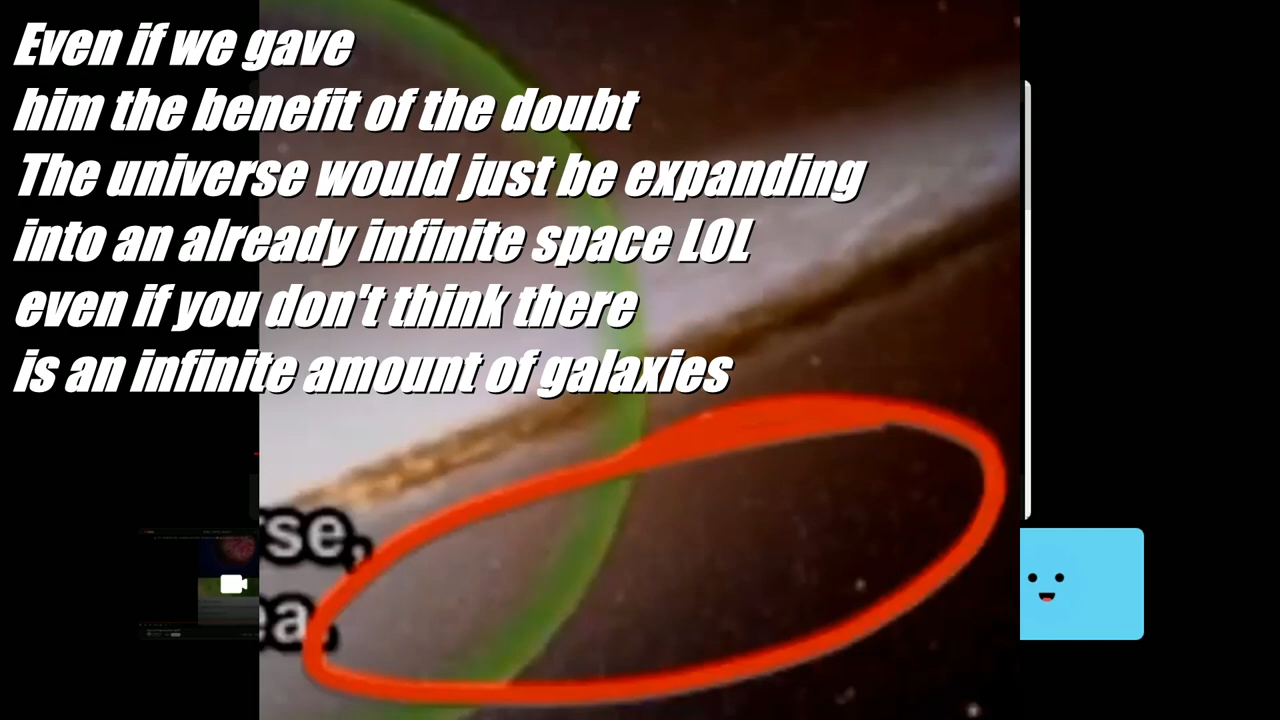 Even if we gave
him the benefit of the doubt
The universe would just be expanding
into an already infinite space LOL
even if you don't think there
is an infinite amount of galaxies
se,
ea,